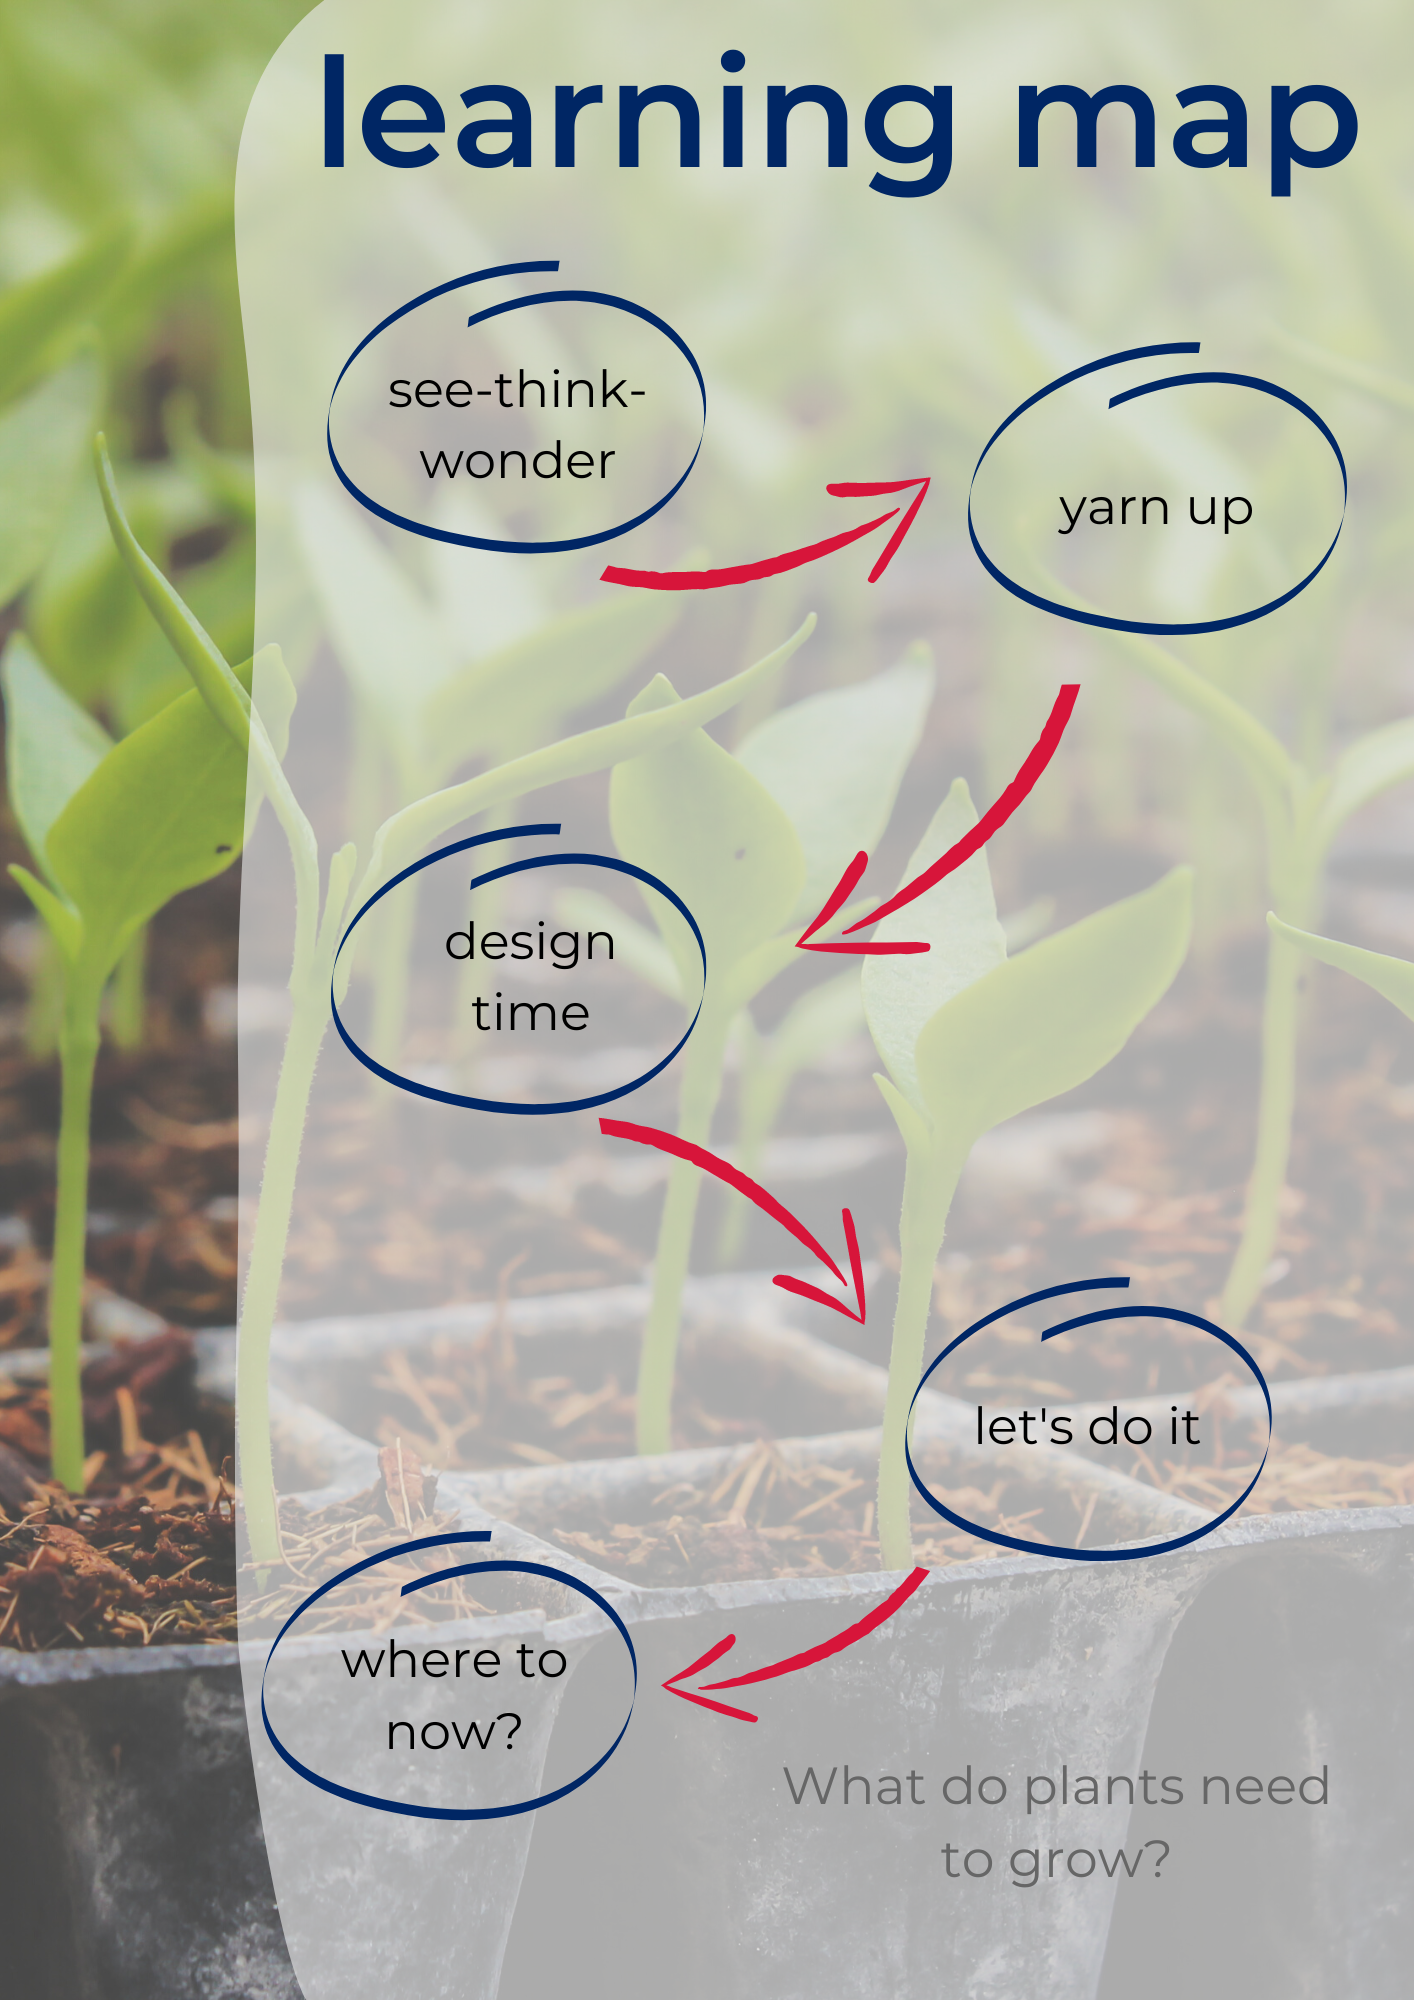 learning map
see-think-
wonder
yarn up
design
time
let's do it
where to
now?
What do plants need
to grow?